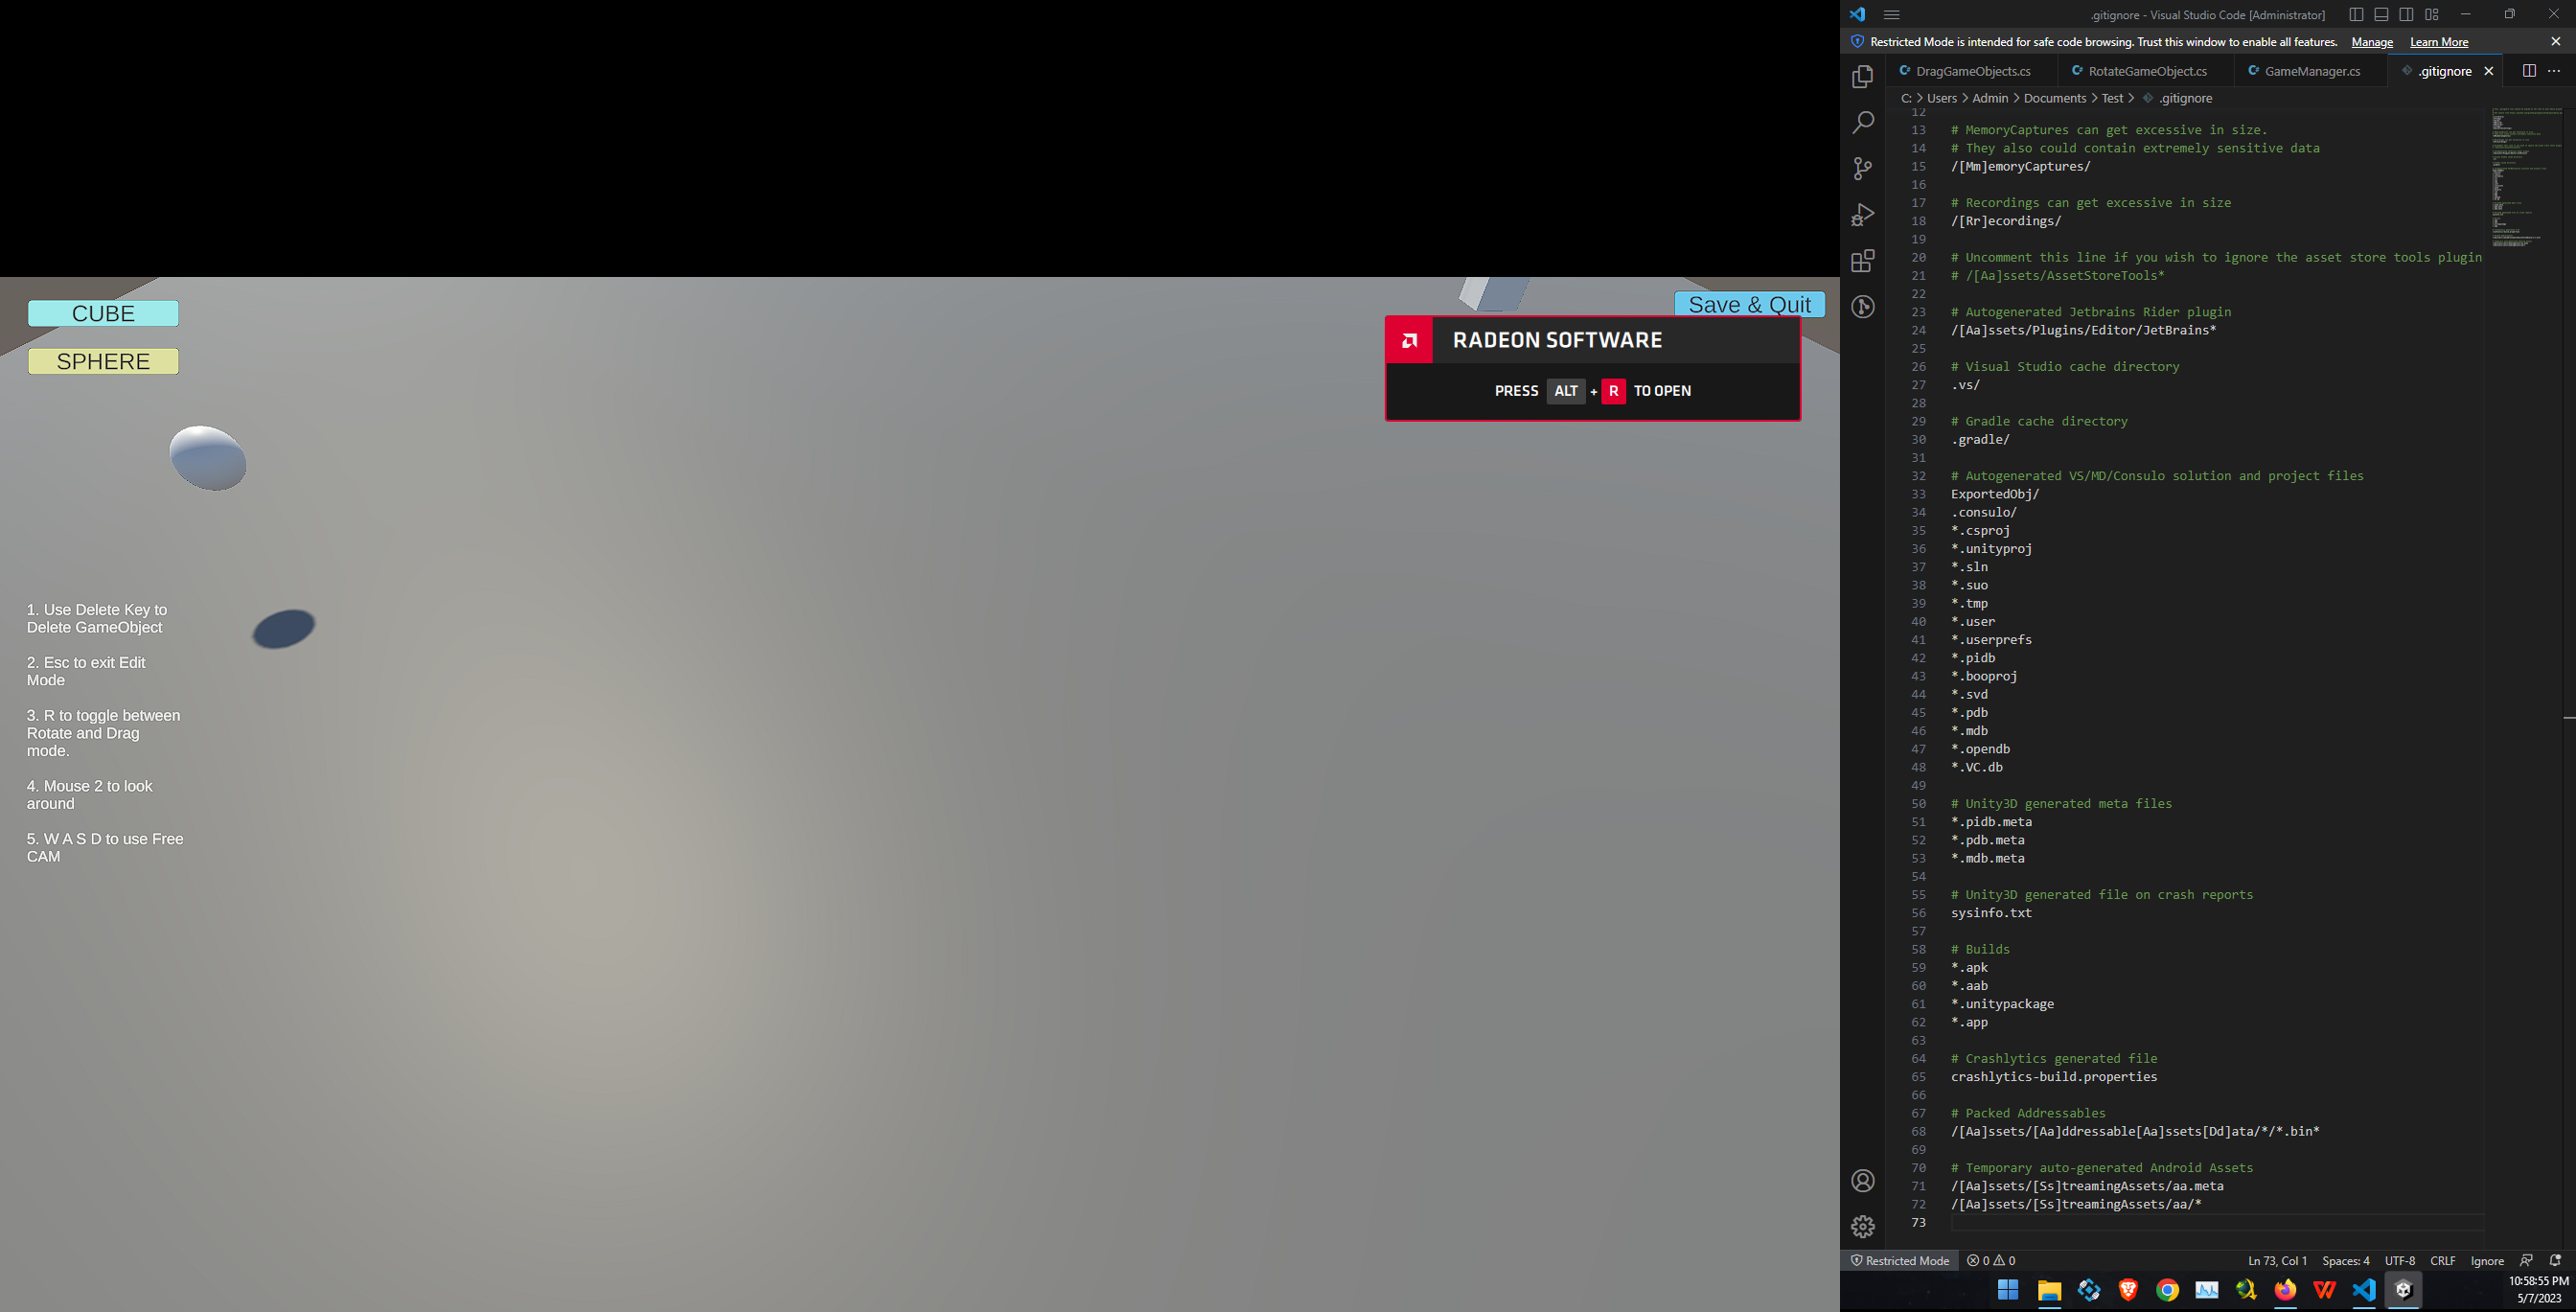 CUBE
SPHERE
Save & Quit
RADEON SOFTWARE
PRESS ALT + R TO OPEN
1. Use Delete Key to
Delete GameObject
2. Esc to exit Edit
Mode
3. R to toggle between
Rotate and Drag
mode.
4. Mouse 2 to look
around
5. W A S D to use Free
CAM
.gitignore - Visual Studio Code [Administrator]
Restricted Mode is intended for safe code browsing. Trust this window to enable all features. Manage Learn More
DragGameObjects.cs RotateGameObject.cs GameManager.cs .gitignore
C: > Users > Admin > Documents > Test > .gitignore
12
13 # MemoryCaptures can get excessive in size.
14 # They also could contain extremely sensitive data
15 /[Mm]emoryCaptures/
16
17 # Recordings can get excessive in size
18 /[Rr]ecordings/
19
20 # Uncomment this line if you wish to ignore the asset store tools plugin
21 # /[Aa]ssets/AssetStoreTools*
22
23 # Autogenerated Jetbrains Rider plugin
24 /[Aa]ssets/Plugins/Editor/JetBrains*
25
26 # Visual Studio cache directory
27 .vs/
28
29 # Gradle cache directory
30 .gradle/
31
32 # Autogenerated VS/MD/Consulo solution and project files
33 ExportedObj/
34 .consulo/
35 *.csproj
36 *.unityproj
37 *.sln
38 *.suo
39 *.tmp
40 *.user
41 *.userprefs
42 *.pidb
43 *.booproj
44 *.svd
45 *.pdb
46 *.mdb
47 *.opendb
48 *.VC.db
49
50 # Unity3D generated meta files
51 *.pidb.meta
52 *.pdb.meta
53 *.mdb.meta
54
55 # Unity3D generated file on crash reports
56 sysinfo.txt
57
58 # Builds
59 *.apk
60 *.aab
61 *.unitypackage
62 *.app
63
64 # Crashlytics generated file
65 crashlytics-build.properties
66
67 # Packed Addressables
68 /[Aa]ssets/[Aa]ddressable[Aa]ssets[Dd]ata/*/*.bin*
69
70 # Temporary auto-generated Android Assets
71 /[Aa]ssets/[Ss]treamingAssets/aa.meta
72 /[Aa]ssets/[Ss]treamingAssets/aa/*
73
Restricted Mode 0 0 Ln 73, Col 1 Spaces: 4 UTF-8 CRLF Ignore
10:58:55 PM
5/7/2023